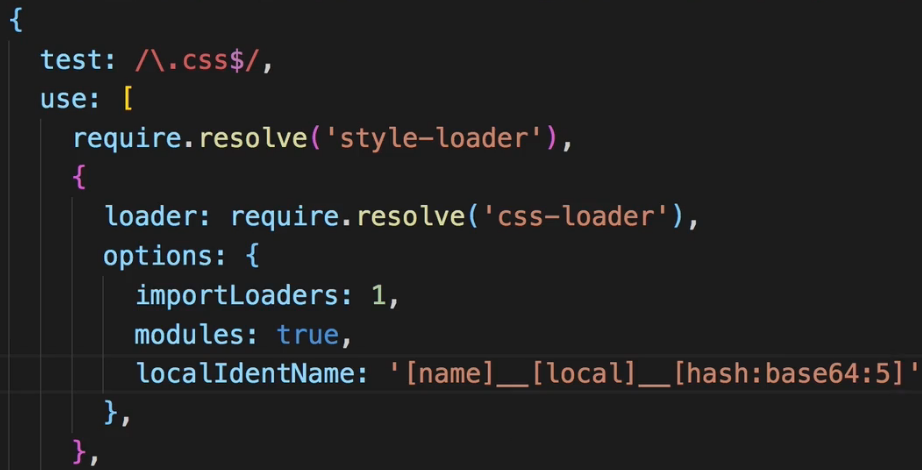 {
test: /\.css$/,
use: [
require.resolve('style-loader'),
{
loader: require.resolve('css-loader'),
options: {
importLoaders: 1,
modules: true,
localIdentName: '[name]__[local]__[hash:base64:5]'
},
},